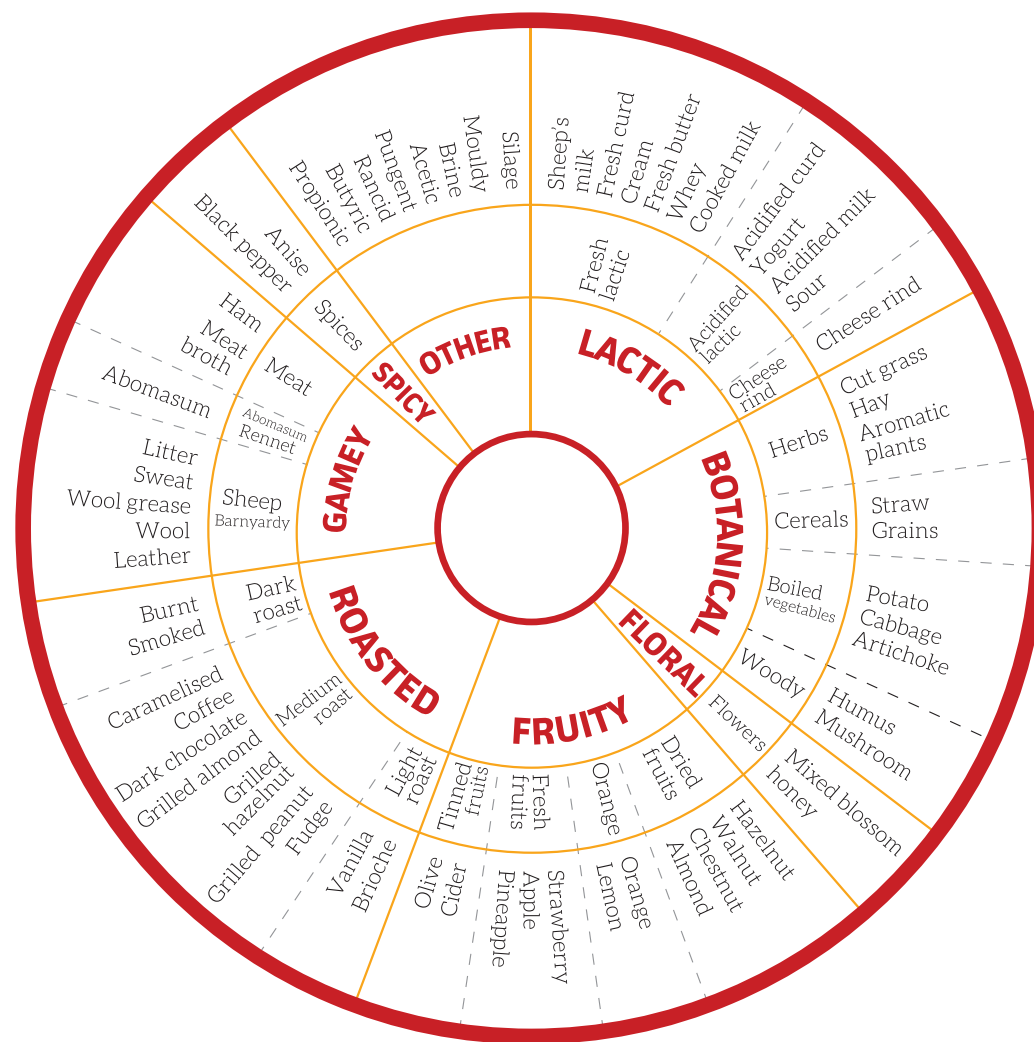 LACTIC
Fresh
lactic
Sheep's
milk
Fresh curd
Cream
Fresh butter
Whey
Cooked milk
Acidified
lactic
Acidified curd
Yogurt
Acidified milk
Sour
Cheese
rind
Cheese rind
BOTANICAL
Herbs
Cut grass
Hay
Aromatic
plants
Cereals
Straw
Grains
Boiled
vegetables
Potato
Cabbage
Artichoke
Woody
Humus
Mushroom
FLORAL
Flowers
Mixed blossom
honey
FRUITY
Dried
fruits
Hazelnut
Walnut
Chestnut
Almond
Orange
Orange
Lemon
Fresh
fruits
Strawberry
Apple
Pineapple
Tinned
fruits
Olive
Cider
ROASTED
Light
roast
Vanilla
Brioche
Medium
roast
Caramelised
Coffee
Dark chocolate
Grilled almond
Grilled
hazelnut
Grilled peanut
Fudge
Dark
roast
Burnt
Smoked
GAMEY
Sheep
Barnyardy
Litter
Sweat
Wool grease
Wool
Leather
Abomasum
Rennet
Abomasum
Meat
Ham
Meat
broth
SPICY
Spices
Black pepper
Anise
OTHER
Propionic
Butyric
Rancid
Pungent
Acetic
Brine
Mouldy
Silage